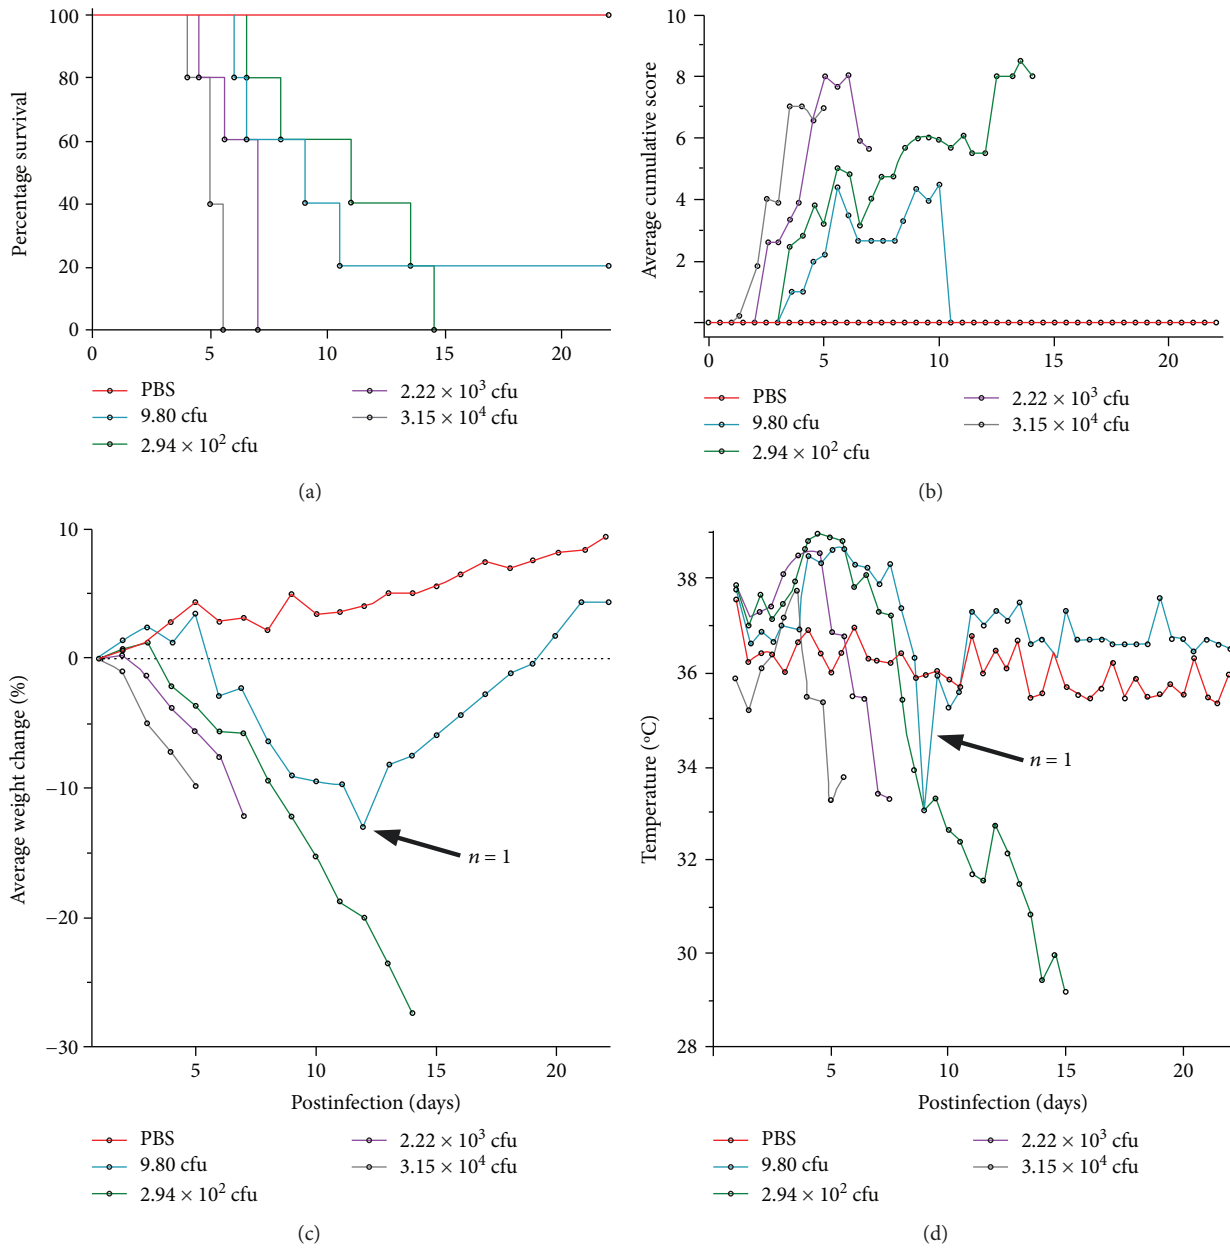 100
80
60
40
20
0
Percentage survival
0 5 10 15 20
PBS
9.80 cfu
2.94 × 10² cfu
2.22 × 10³ cfu
3.15 × 10⁴ cfu
(a)
10
8
6
4
2
Average cumulative score
0 5 10 15 20
PBS
9.80 cfu
2.94 × 10² cfu
2.22 × 10³ cfu
3.15 × 10⁴ cfu
(b)
10
0
−10
−20
−30
Average weight change (%)
n = 1
5 10 15 20
Postinfection (days)
PBS
9.80 cfu
2.94 × 10² cfu
2.22 × 10³ cfu
3.15 × 10⁴ cfu
(c)
38
36
34
32
30
28
Temperature (°C)
n = 1
5 10 15 20
Postinfection (days)
PBS
9.80 cfu
2.94 × 10² cfu
2.22 × 10³ cfu
3.15 × 10⁴ cfu
(d)